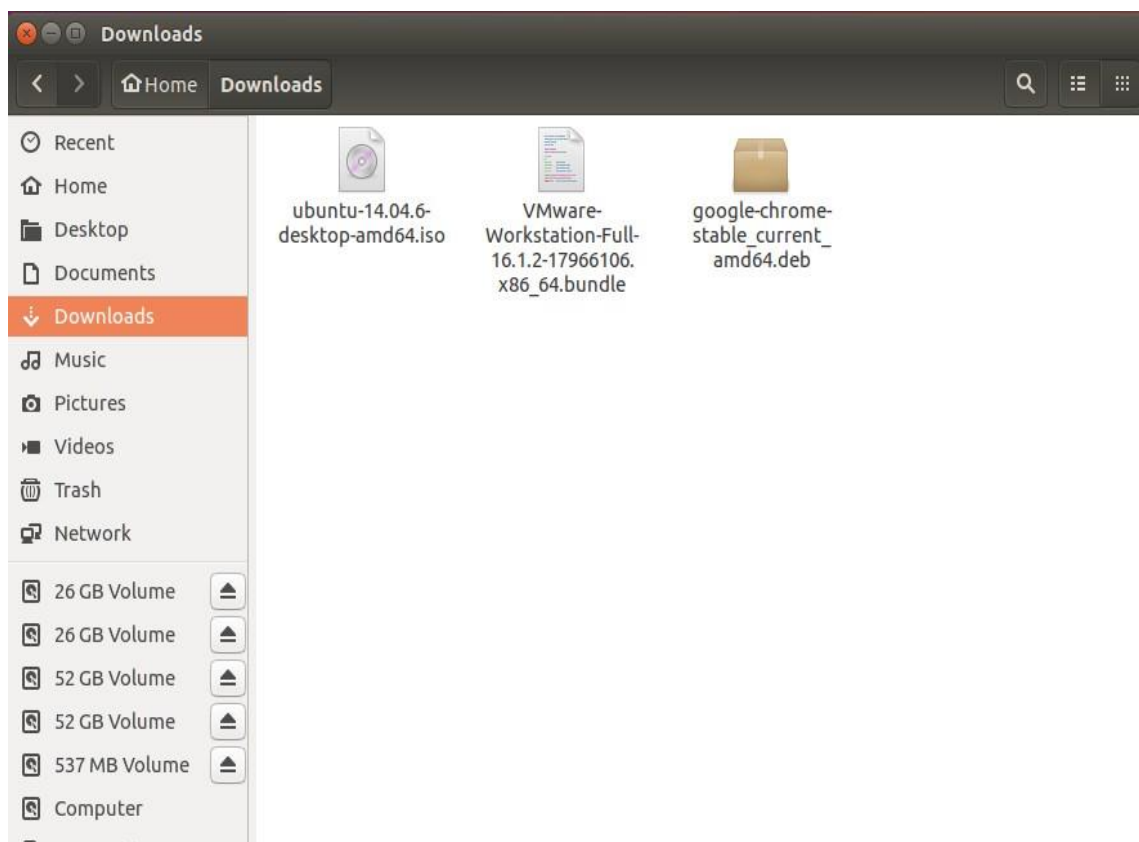 Downloads
Home Downloads
Recent
Home
Desktop
Documents
Downloads
Music
Pictures
Videos
Trash
Network
26 GB Volume
26 GB Volume
52 GB Volume
52 GB Volume
537 MB Volume
Computer
ubuntu-14.04.6-
desktop-amd64.iso
VMware-
Workstation-Full-
16.1.2-17966106.
x86_64.bundle
google-chrome-
stable_current_
amd64.deb